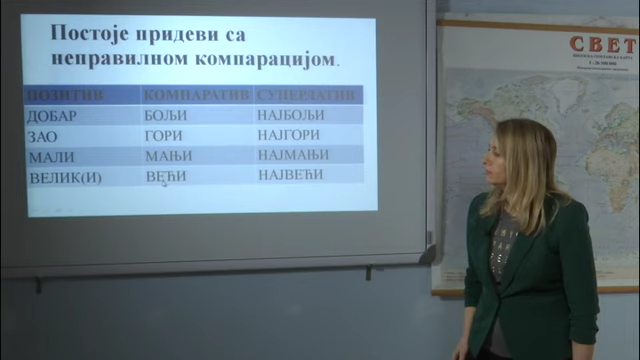 Постоје придеви са
неправилном компарацијом.
ПОЗИТИВ КОМПАРАТИВ СУПЕРЛАТИВ
ДОБАР БОЉИ НАЈБОЉИ
ЗАО ГОРИ НАЈГОРИ
МАЛИ МАЊИ НАЈМАЊИ
ВЕЛИК(И) ВЕЋИ НАЈВЕЋИ
СВЕТ